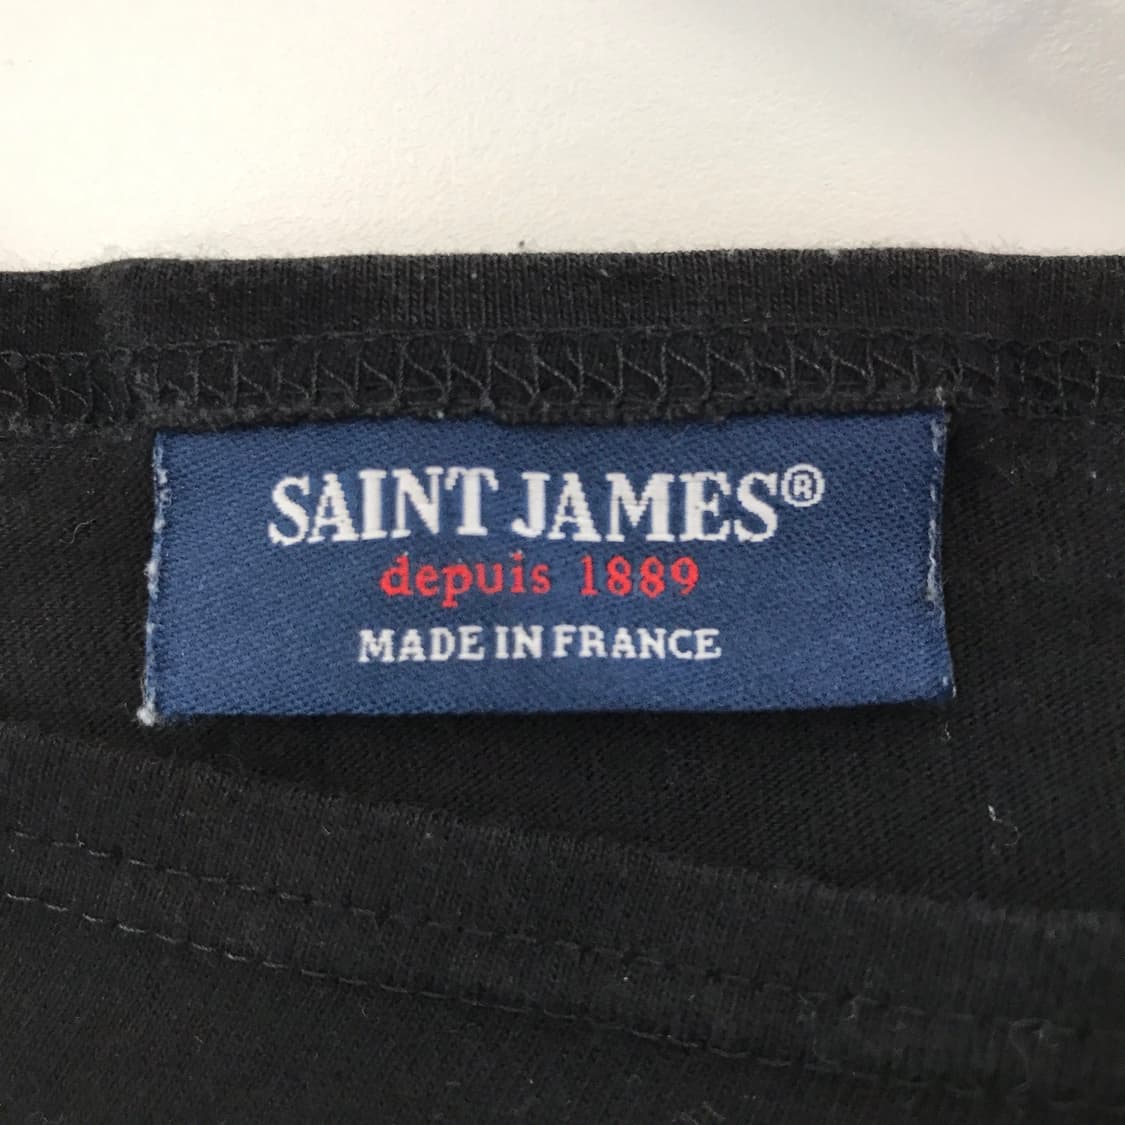 SAINT JAMES®
depuis 1889
MADE IN FRANCE